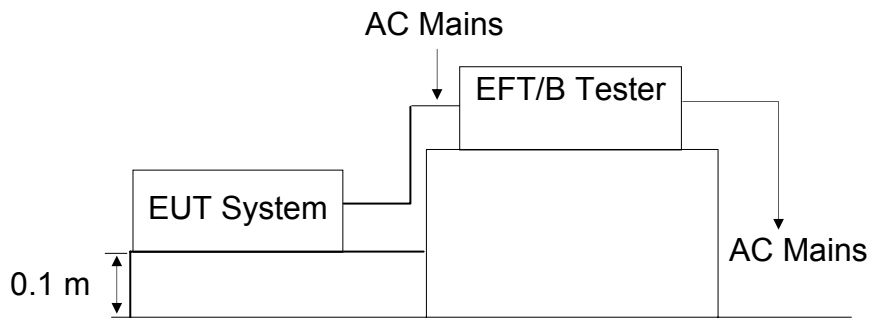 AC Mains
EFT/B Tester
EUT System
AC Mains
0.1 m